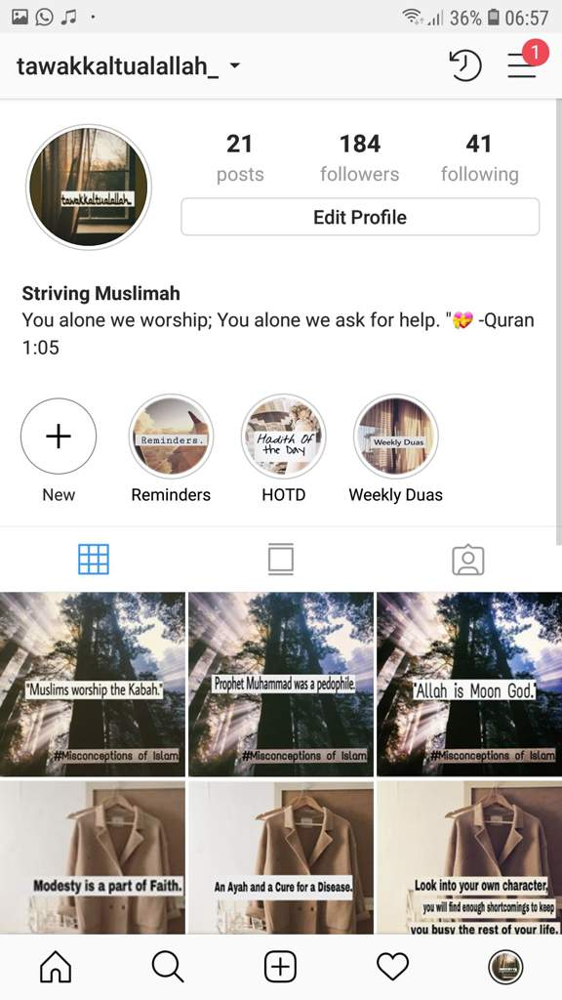 36% 06:57
tawakkaltualallah_
1
21 184 41
posts followers following
Edit Profile
tawakkaltualallah_
Striving Muslimah
You alone we worship; You alone we ask for help. "💝 -Quran
1:05
Reminders.
Hadith Of
the Day
Weekly Duas
New Reminders HOTD Weekly Duas
"Muslims worship the Kabah."
#Misconceptions of Islam
Prophet Muhammad was a pedophile.
#Misconceptions of Islam
"Allah is Moon God."
#Misconceptions of Islam
Modesty is a part of Faith.
An Ayah and a Cure for a Disease.
Look into your own character,
you will find enough shortcomings to keep
you busy the rest of your life.